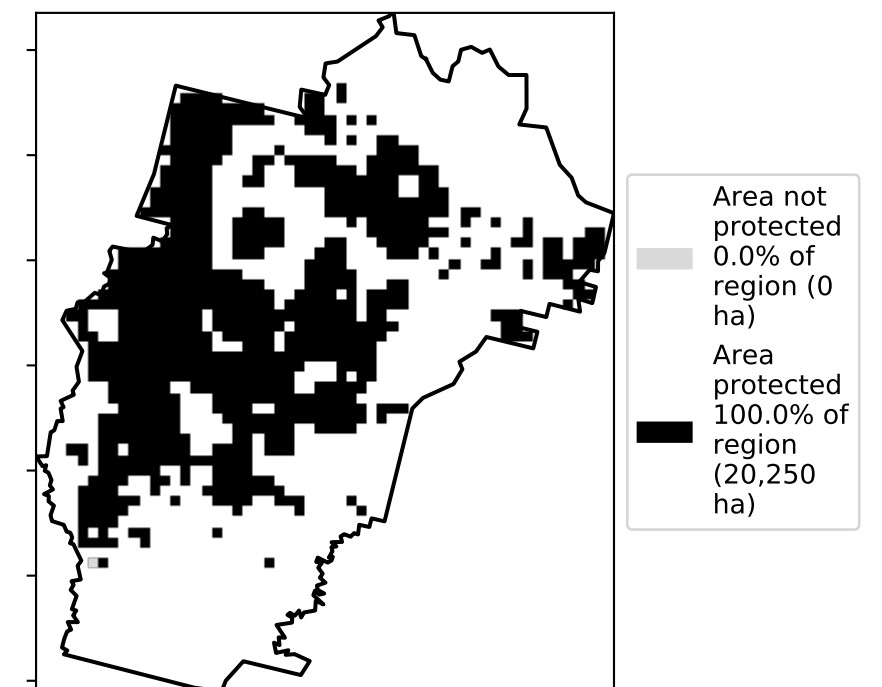 Area not
protected
0.0% of
region (0
ha)
Area
protected
100.0% of
region
(20,250
ha)